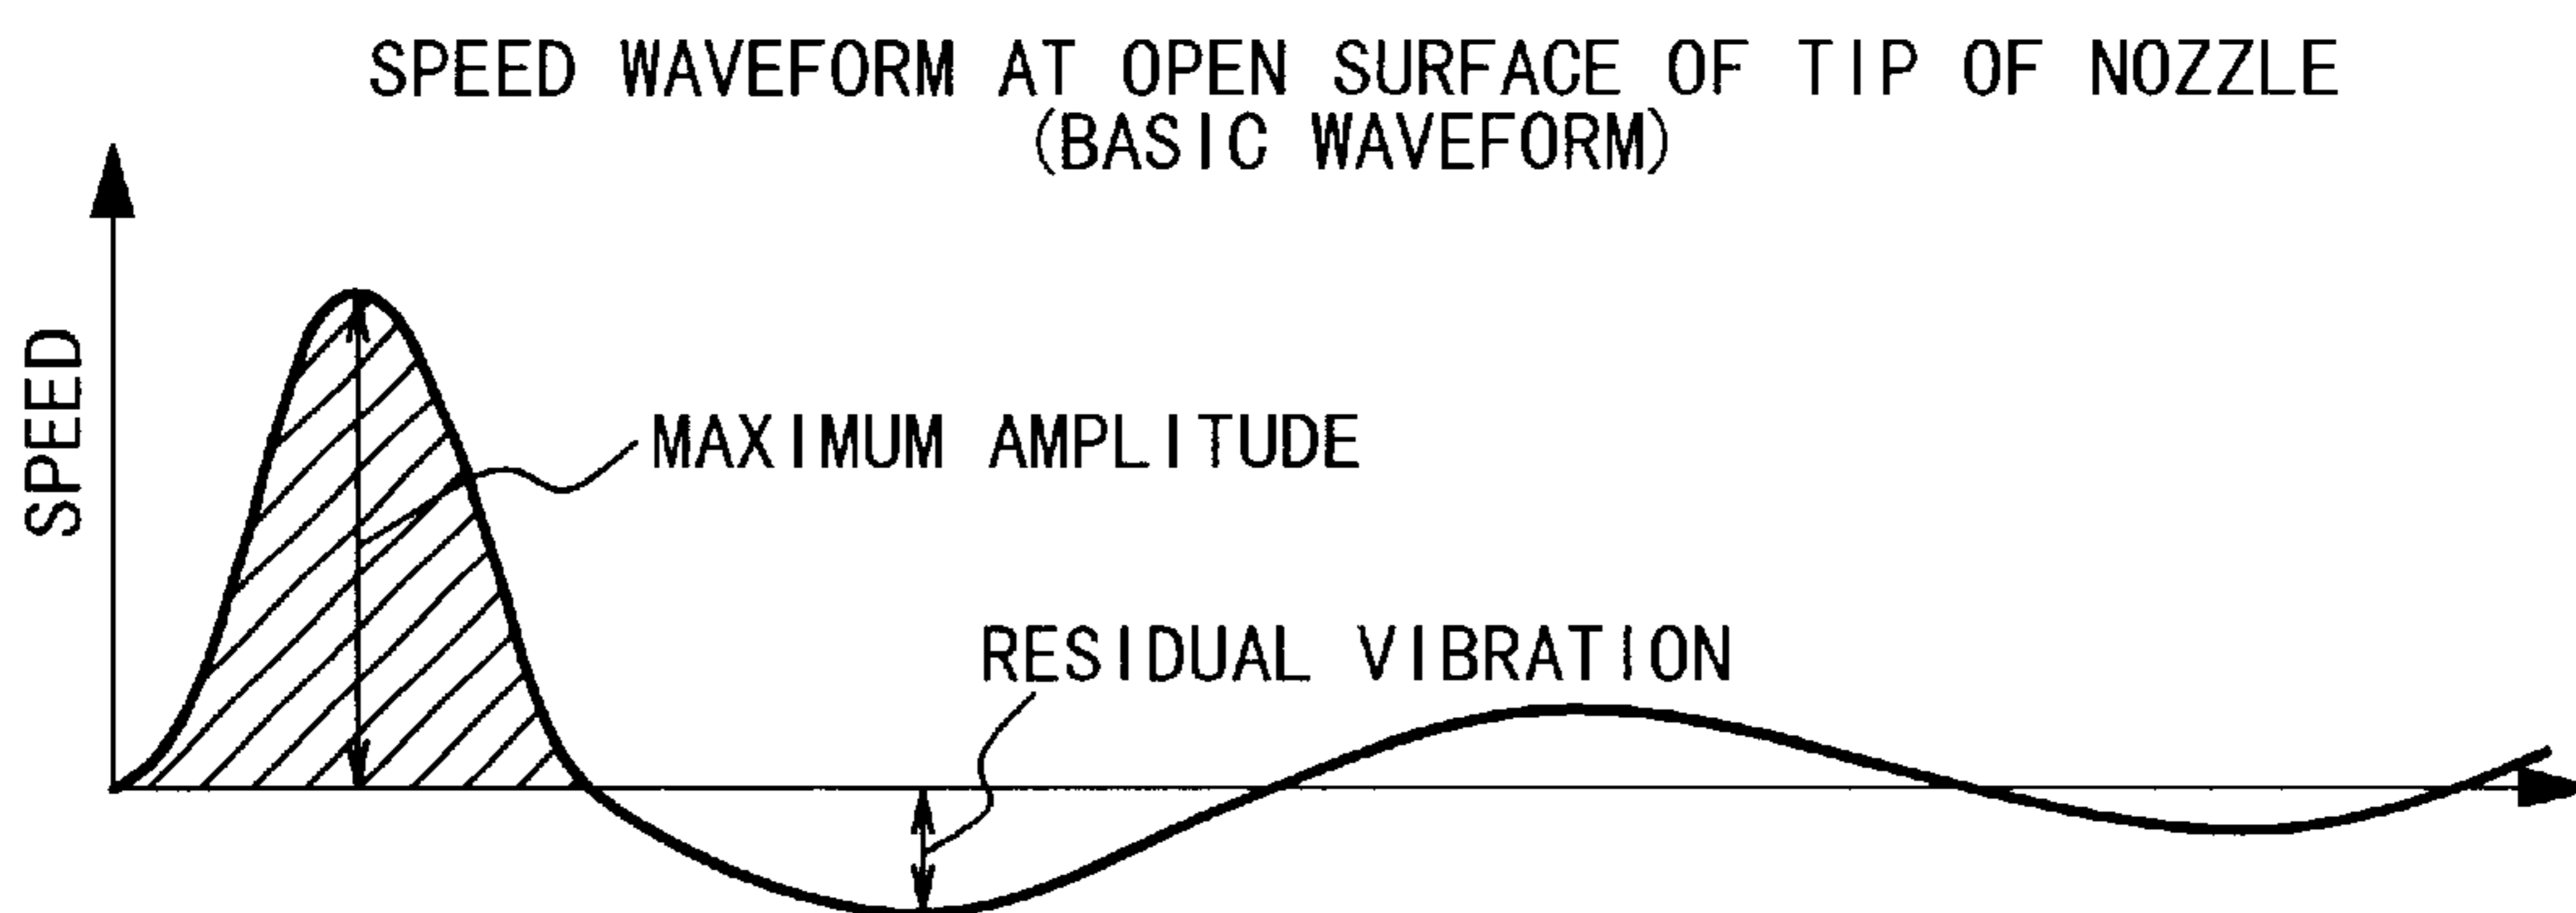 SPEED WAVEFORM AT OPEN SURFACE OF TIP OF NOZZLE
(BASIC WAVEFORM)
SPEED
MAXIMUM AMPLITUDE
RESIDUAL VIBRATION